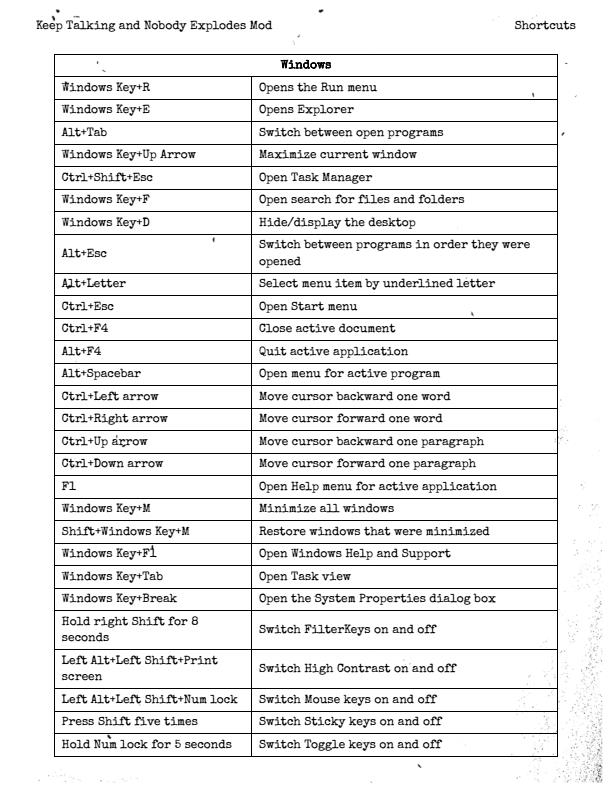 Keep Talking and Nobody Explodes Mod Shortcuts
Windows
Windows Key+R Opens the Run menu
Windows Key+E Opens Explorer
Alt+Tab Switch between open programs
Windows Key+Up Arrow Maximize current window
Ctrl+Shift+Esc Open Task Manager
Windows Key+F Open search for files and folders
Windows Key+D Hide/display the desktop
Alt+Esc Switch between programs in order they were
opened
Alt+Letter Select menu item by underlined letter
Ctrl+Esc Open Start menu
Ctrl+F4 Close active document
Alt+F4 Quit active application
Alt+Spacebar Open menu for active program
Ctrl+Left arrow Move cursor backward one word
Ctrl+Right arrow Move cursor forward one word
Ctrl+Up arrow Move cursor backward one paragraph
Ctrl+Down arrow Move cursor forward one paragraph
F1 Open Help menu for active application
Windows Key+M Minimize all windows
Shift+Windows Key+M Restore windows that were minimized
Windows Key+F1 Open Windows Help and Support
Windows Key+Tab Open Task view
Windows Key+Break Open the System Properties dialog box
Hold right Shift for 8
seconds Switch FilterKeys on and off
Left Alt+Left Shift+Print
screen Switch High Contrast on and off
Left Alt+Left Shift+Num lock Switch Mouse keys on and off
Press Shift five times Switch Sticky keys on and off
Hold Num lock for 5 seconds Switch Toggle keys on and off